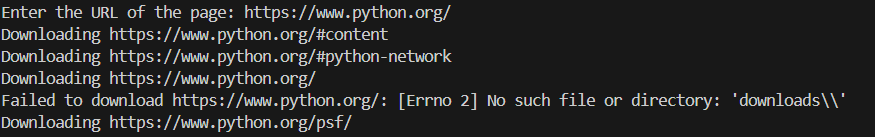 Enter the URL of the page: https://www.python.org/
Downloading https://www.python.org/#content
Downloading https://www.python.org/#python-network
Downloading https://www.python.org/
Failed to download https://www.python.org/: [Errno 2] No such file or directory: 'downloads\\'
Downloading https://www.python.org/psf/